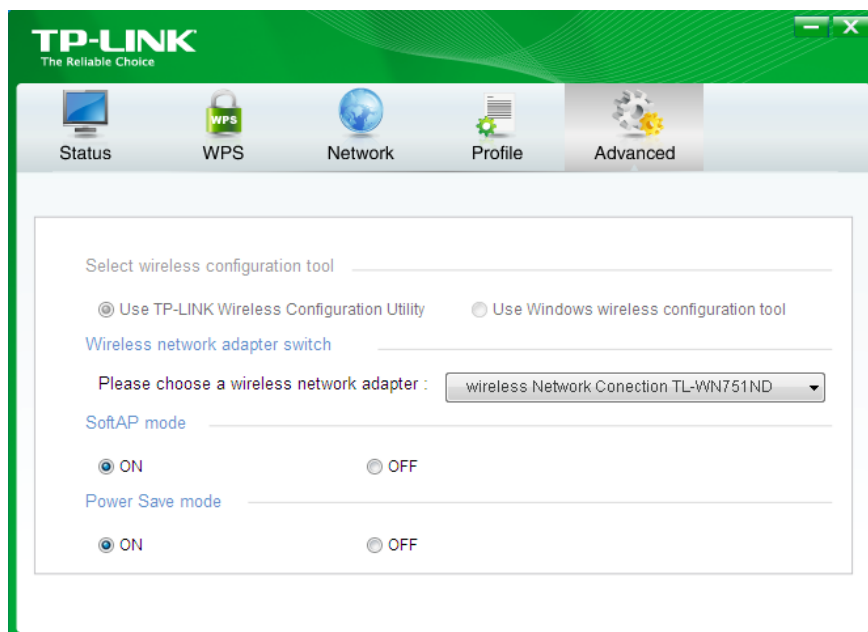 TP-LINK
The Reliable Choice
WPS
Status WPS Network Profile Advanced
Select wireless configuration tool
Use TP-LINK Wireless Configuration Utility Use Windows wireless configuration tool
Wireless network adapter switch
Please choose a wireless network adapter : wireless Network Conection TL-WN751ND
SoftAP mode
ON OFF
Power Save mode
ON OFF